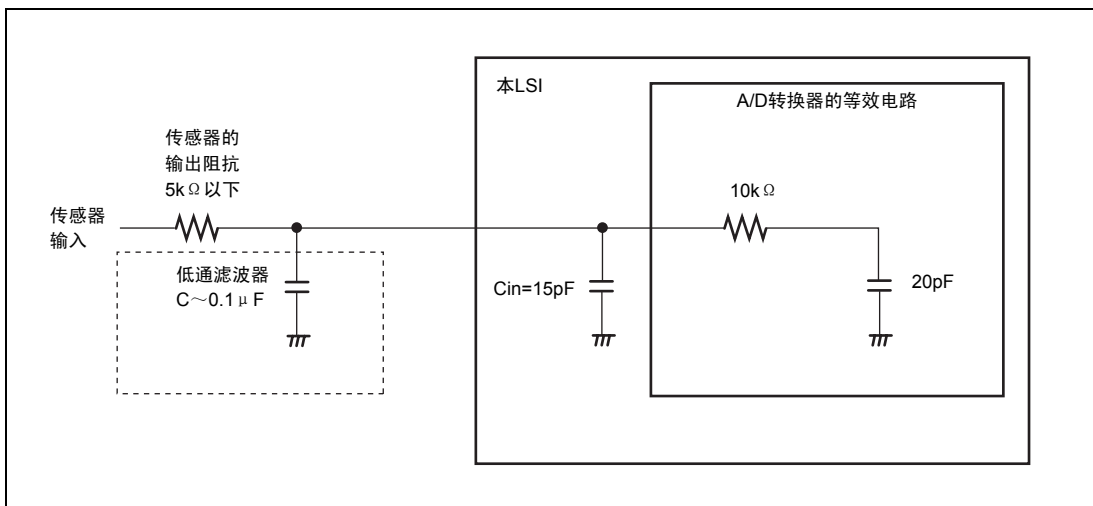 本LSI
A/D转换器的等效电路
传感器的
输出阻抗
5kΩ以下
10kΩ
传感器
输入
低通滤波器
C～0.1μF
Cin=15pF
20pF